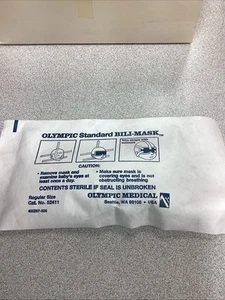 OLYMPIC Standard BILI-MASK™
CAUTION:
• Remove mask and examine baby's eyes at least once a day.
• Make sure mask is covering eyes and is not obstructing breathing
CONTENTS STERILE IF SEAL IS UNBROKEN
Regular Size
Cat. No. 52411
OLYMPIC MEDICAL
Seattle, WA 98108 • USA